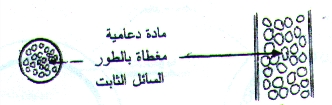 مادة دعامية
مغطاة بالطور
السائل الثابت